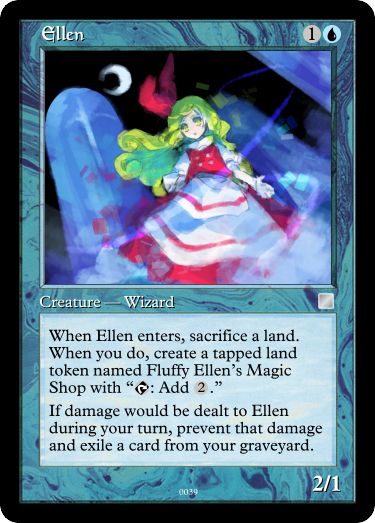 Ellen
1
Creature — Wizard
When Ellen enters, sacrifice a land.
When you do, create a tapped land
token named Fluffy Ellen's Magic
Shop with “: Add 2.”
If damage would be dealt to Ellen
during your turn, prevent that damage
and exile a card from your graveyard.
2/1
0039